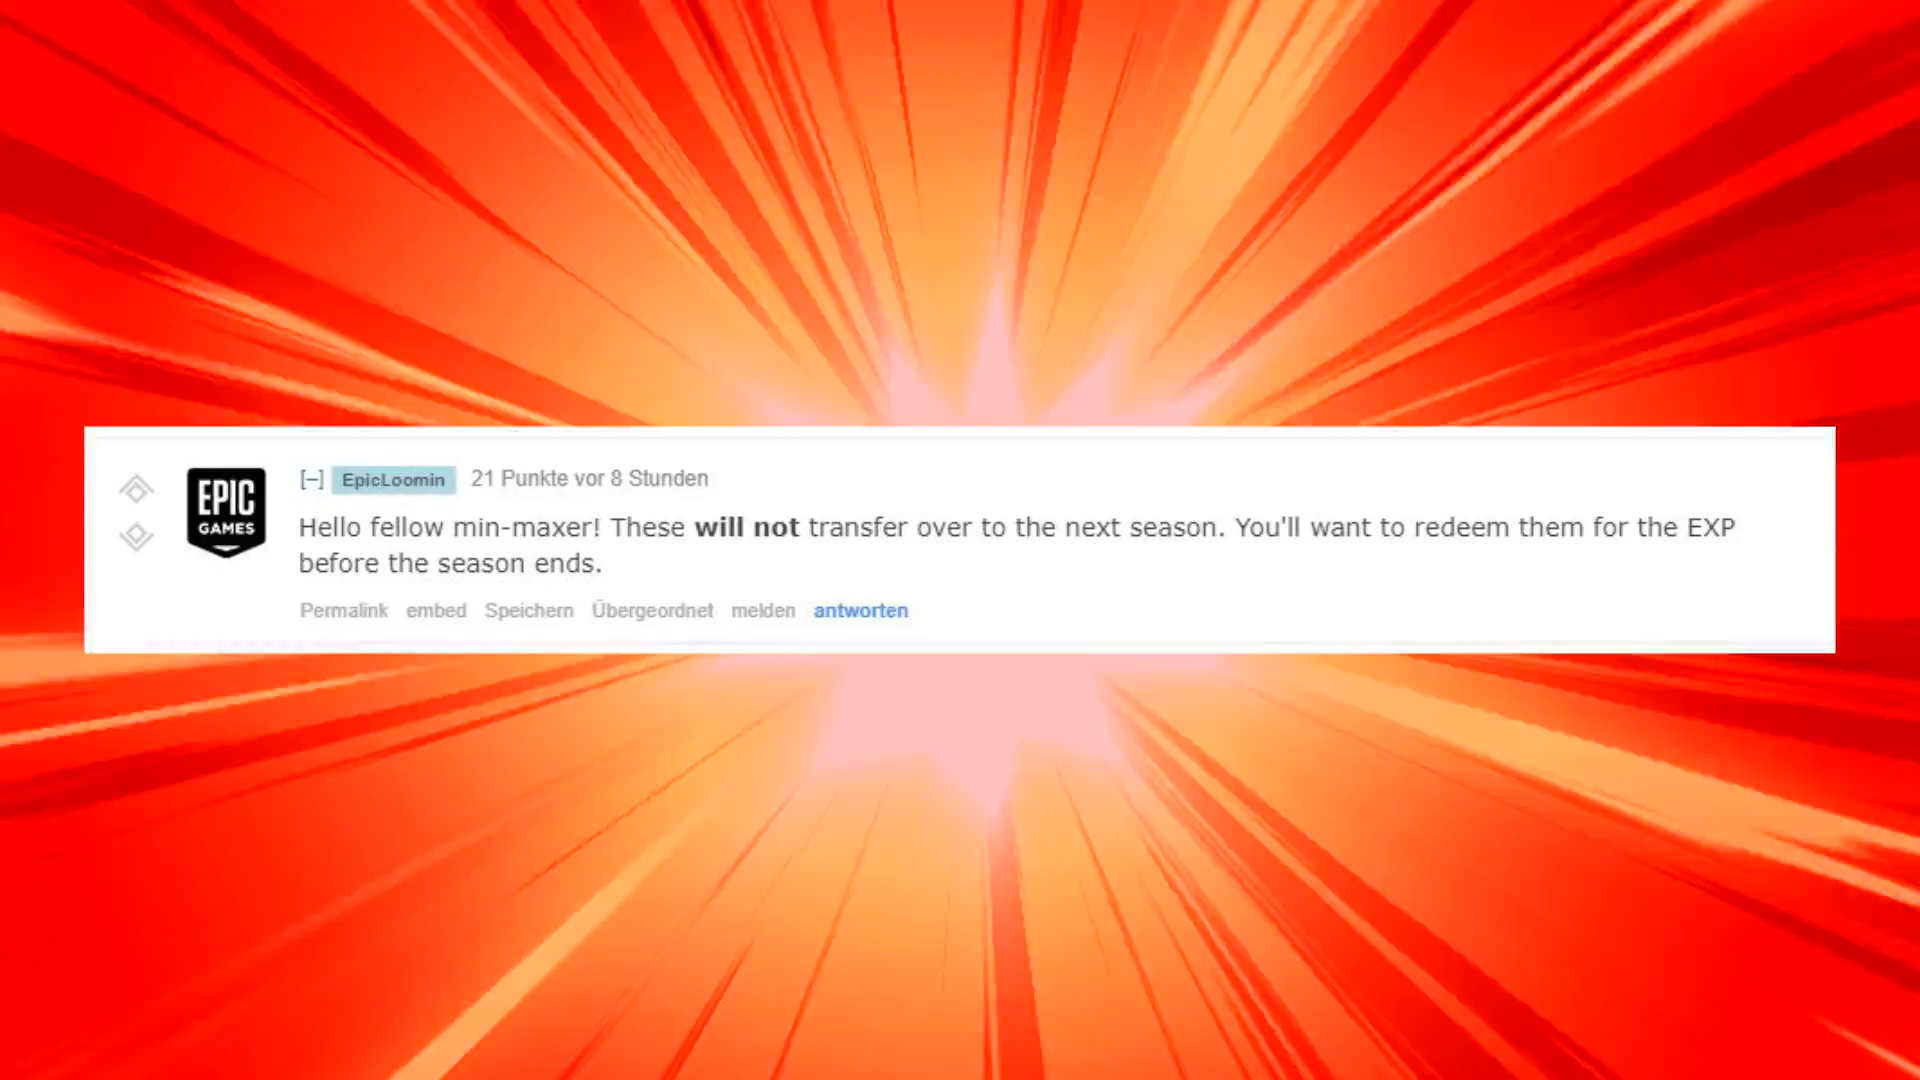 EPIC
GAMES
[–] EpicLoomin 21 Punkte vor 8 Stunden
Hello fellow min-maxer! These will not transfer over to the next season. You'll want to redeem them for the EXP
before the season ends.
Permalink embed Speichern Übergeordnet melden antworten